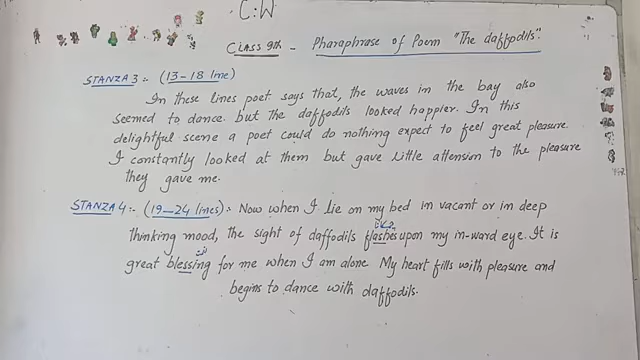 C:W
CLASS 9th - Pharaphrase of Poem "The daffodils".
STANZA 3:- (13-18 line)
In these lines poet says that, the waves in the bay also
seemed to dance but the daffodils looked happier. In this
delightful scene a poet could do nothing expect to feel great pleasure.
I constantly looked at them but gave little attension to the pleasure
they gave me.
STANZA 4:- (19-24 lines):- Now when I lie on my bed in vacant or in deep
thinking mood, the sight of daffodils flashes upon my in-ward eye. It is
great blessing for me when I am alone. My heart fills with pleasure and
begins to dance with daffodils.